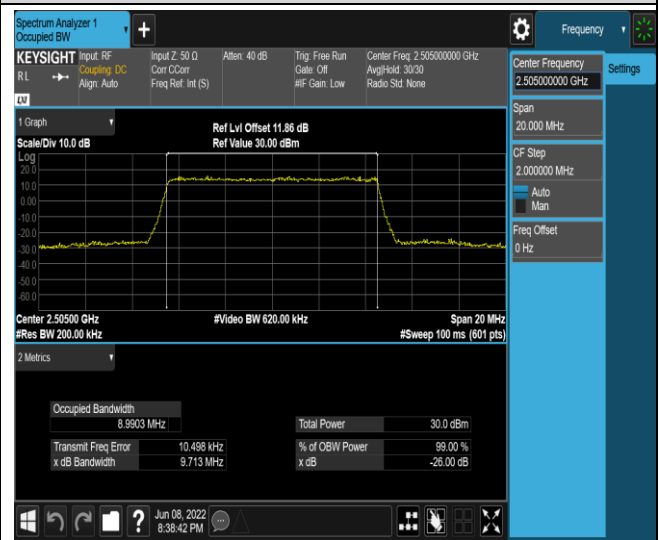 Spectrum Analyzer 1
Occupied BW
+
Frequency
KEYSIGHT
R L
LNI
Input: RF
Coupling: DC
Align: Auto
Input Z: 50 Ω
Corr CCorr
Freq Ref: Int (S)
Atten: 40 dB
Trig: Free Run
Gate: Off
#IF Gain: Low
Center Freq: 2.505000000 GHz
Avg|Hold: 30/30
Radio Std: None
Center Frequency
2.505000000 GHz
Settings
Span
20.000 MHz
CF Step
2.000000 MHz
Auto
Man
Freq Offset
0 Hz
1 Graph
Scale/Div 10.0 dB
Ref Lvl Offset 11.86 dB
Ref Value 30.00 dBm
Log
20.0
10.0
0.00
-10.0
-20.0
-30.0
-40.0
-50.0
-60.0
Center 2.50500 GHz
#Video BW 620.00 kHz
Span 20 MHz
#Res BW 200.00 kHz
#Sweep 100 ms (601 pts)
2 Metrics
Occupied Bandwidth
8.9903 MHz
Total Power 30.0 dBm
Transmit Freq Error 10.498 kHz
% of OBW Power 99.00 %
x dB Bandwidth 9.713 MHz
x dB -26.00 dB
?
Jun 08, 2022
8:38:42 PM